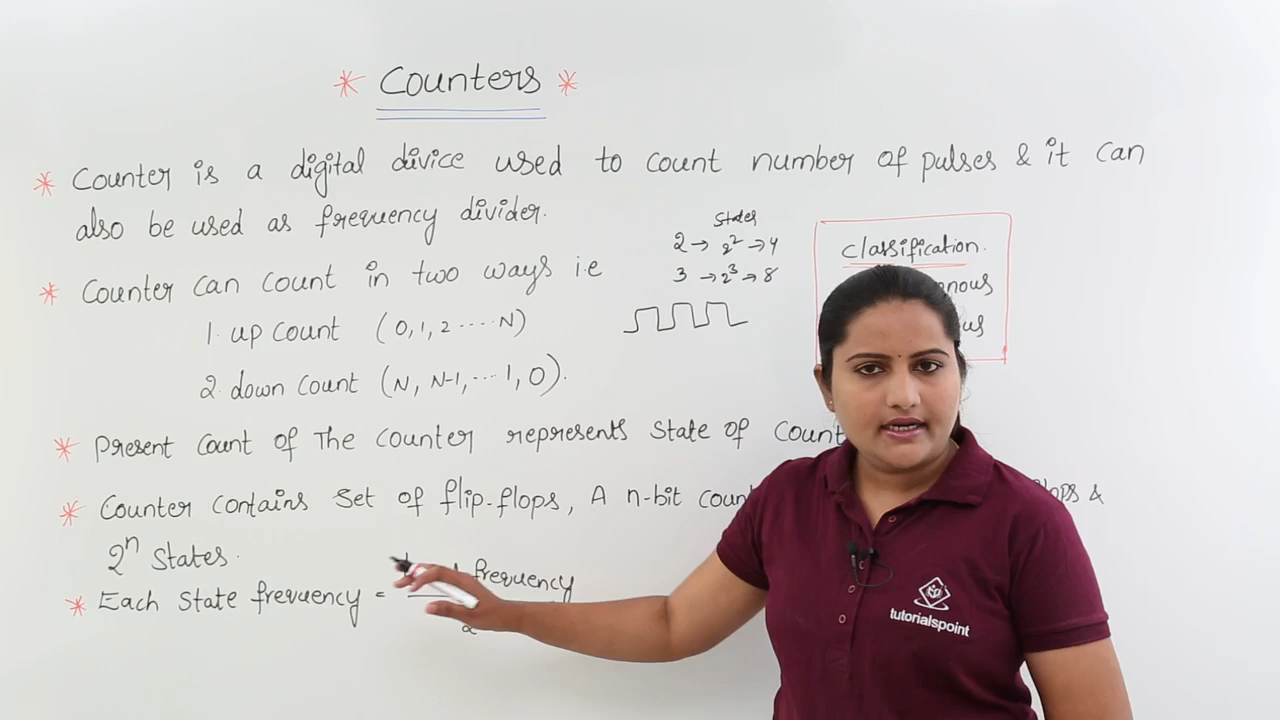 * Counters *
* Counter is a digital divice used to count number of pulses & it can
also be used as frequency divider.
States
2 → 2² → 4
3 → 2³ → 8
classification.
* Counter can count in two ways i.e
1. up count (0, 1, 2 ---- N)
2. down count (N, N-1, --- 1, 0).
* Present count of The counter represents state of
* Counter contains set of flip-flops, A n-bit &
2ⁿ states.
* Each state frequency = frequency
2
tutorialspoint